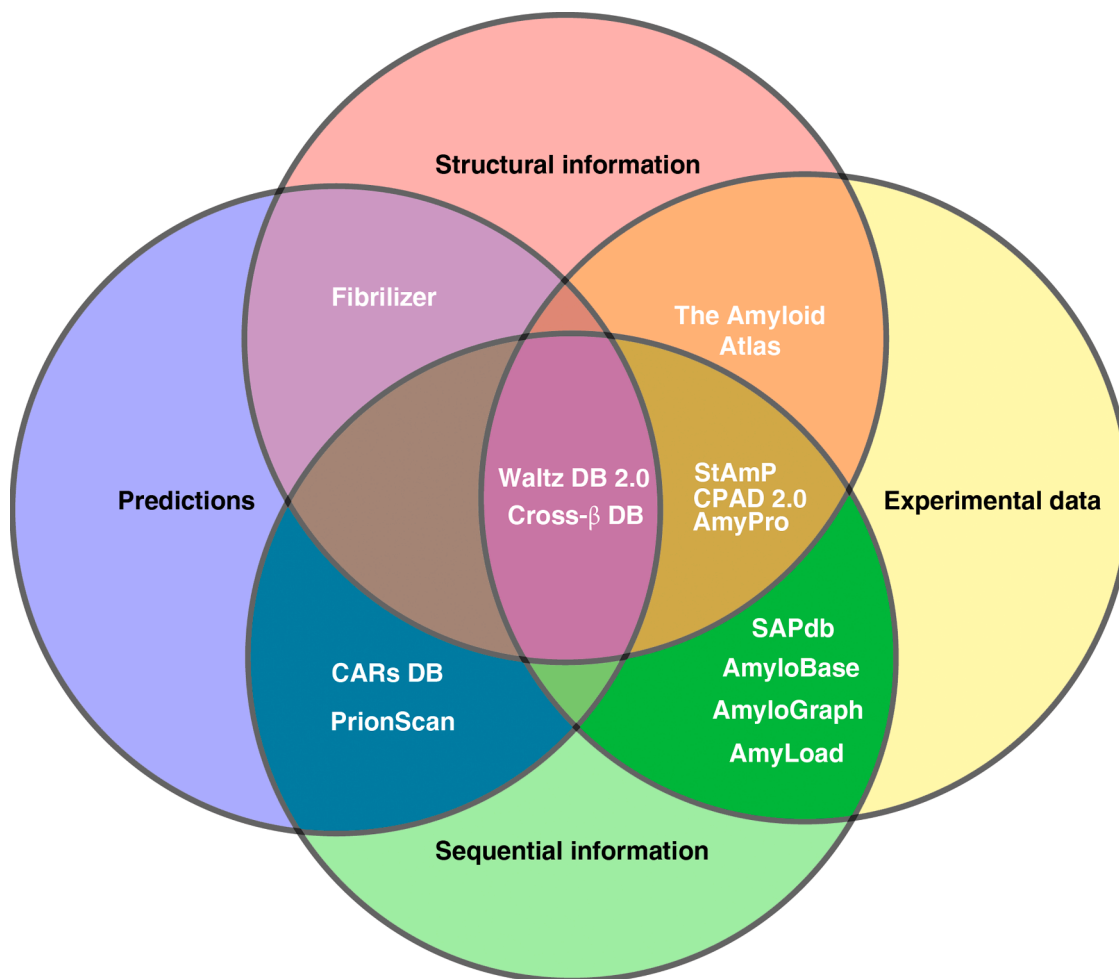 Structural information
Fibrilizer
The Amyloid
Atlas
Predictions
Waltz DB 2.0
Cross-β DB
StAmP
CPAD 2.0
AmyPro
Experimental data
CARs DB
PrionScan
SAPdb
AmyloBase
AmyloGraph
AmyLoad
Sequential information